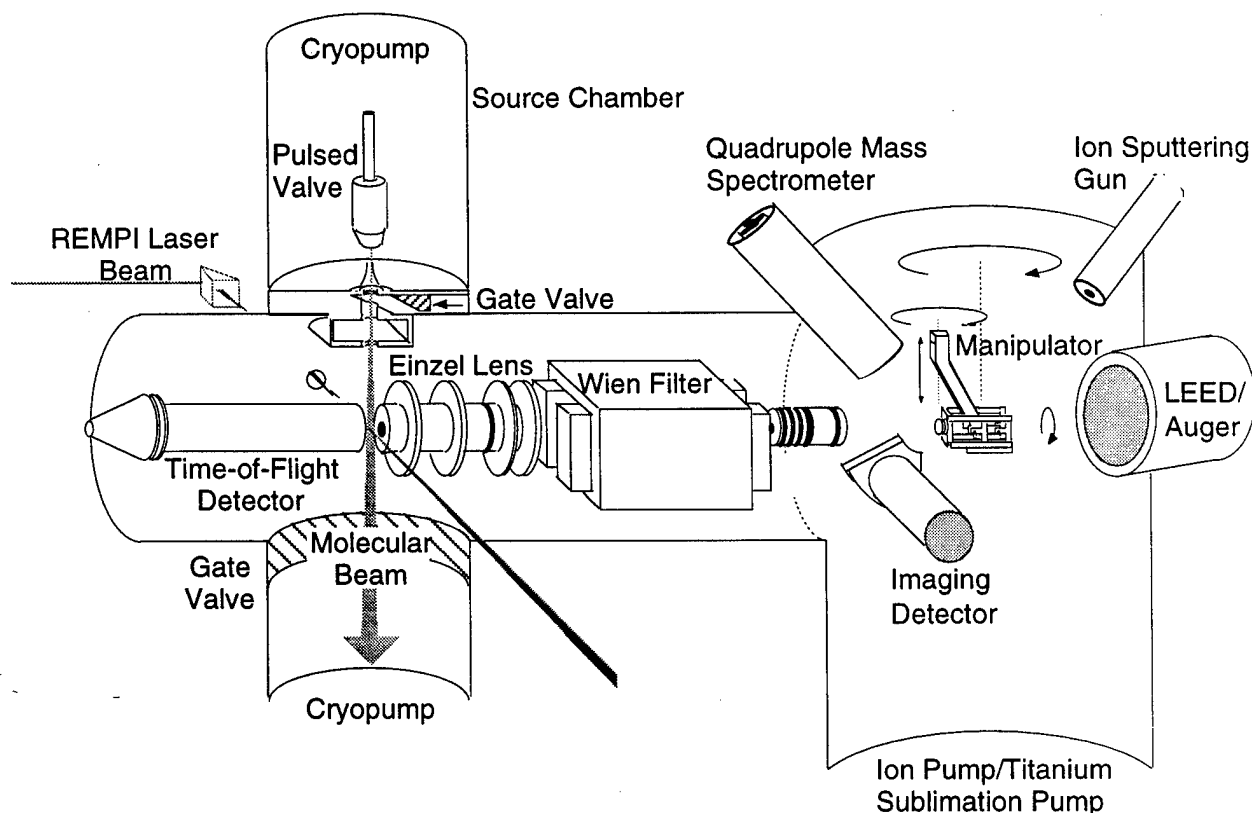 Cryopump
Source Chamber
Pulsed
Valve
Quadrupole Mass
Spectrometer
Ion Sputtering
Gun
REMPI Laser
Beam
Gate Valve
Einzel Lens
Wien Filter
Manipulator
LEED/
Auger
Time-of-Flight
Detector
Molecular
Beam
Gate
Valve
Imaging
Detector
Cryopump
Ion Pump/Titanium
Sublimation Pump